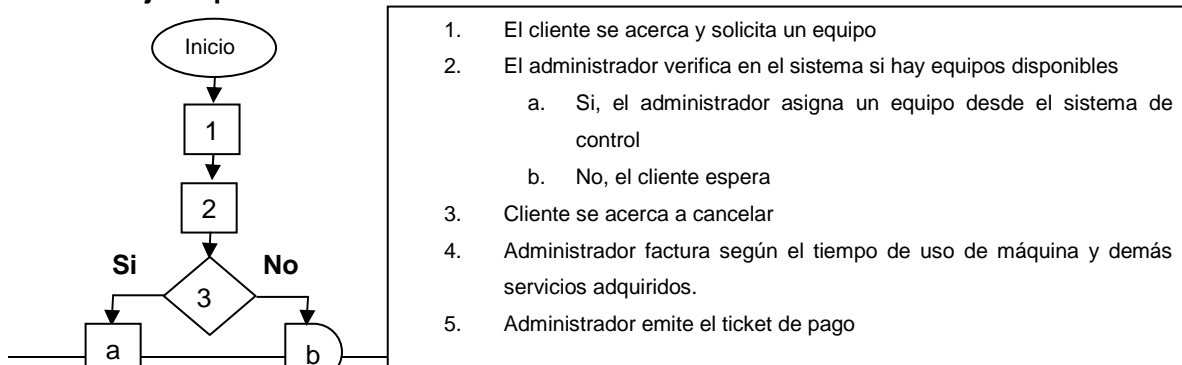 Inicio
1
2
Si No
3
a b
1. El cliente se acerca y solicita un equipo
2. El administrador verifica en el sistema si hay equipos disponibles
a. Si, el administrador asigna un equipo desde el sistema de
control
b. No, el cliente espera
3. Cliente se acerca a cancelar
4. Administrador factura según el tiempo de uso de máquina y demás
servicios adquiridos.
5. Administrador emite el ticket de pago